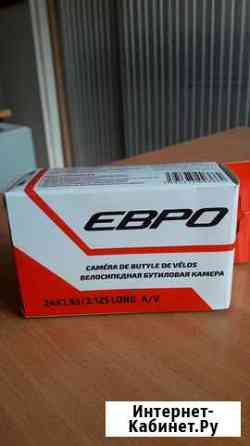 ЕВРО
CAMÉRA DE BUTYLE DE VÉLOS
ВЕЛОСИПЕДНАЯ БУТИЛОВАЯ КАМЕРА
24X1.95/2.125 LONG A/V
Интернет-
Кабинет.Ру